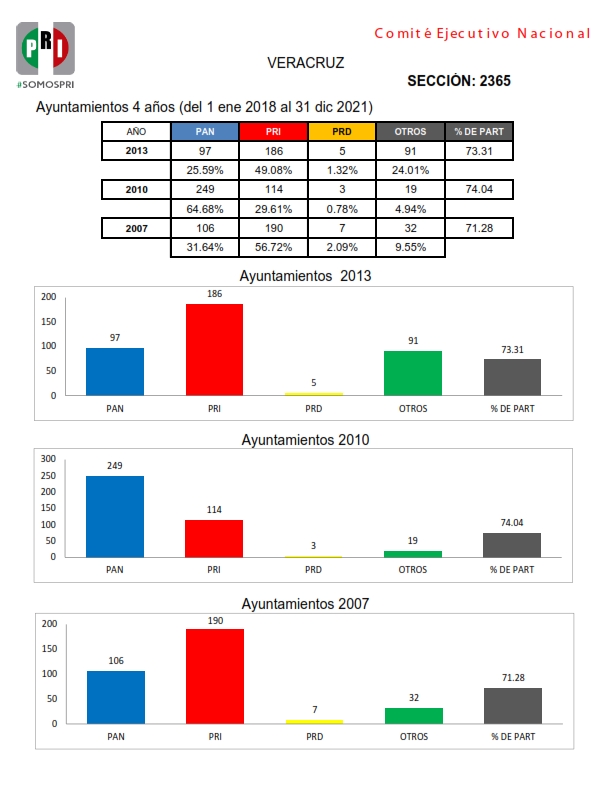 Comité Ejecutivo Nacional
PRI
#SOMOSPRI
VERACRUZ
SECCIÓN: 2365
Ayuntamientos 4 años (del 1 ene 2018 al 31 dic 2021)
AÑO PAN PRI PRD OTROS % DE PART
2013 97 186 5 91 73.31
25.59% 49.08% 1.32% 24.01%
2010 249 114 3 19 74.04
64.68% 29.61% 0.78% 4.94%
2007 106 190 7 32 71.28
31.64% 56.72% 2.09% 9.55%
Ayuntamientos 2013
200
150
100
50
0
97 186 5 91 73.31
PAN PRI PRD OTROS % DE PART
Ayuntamientos 2010
300
250
200
150
100
50
0
249 114 3 19 74.04
PAN PRI PRD OTROS % DE PART
Ayuntamientos 2007
200
150
100
50
0
106 190 7 32 71.28
PAN PRI PRD OTROS % DE PART